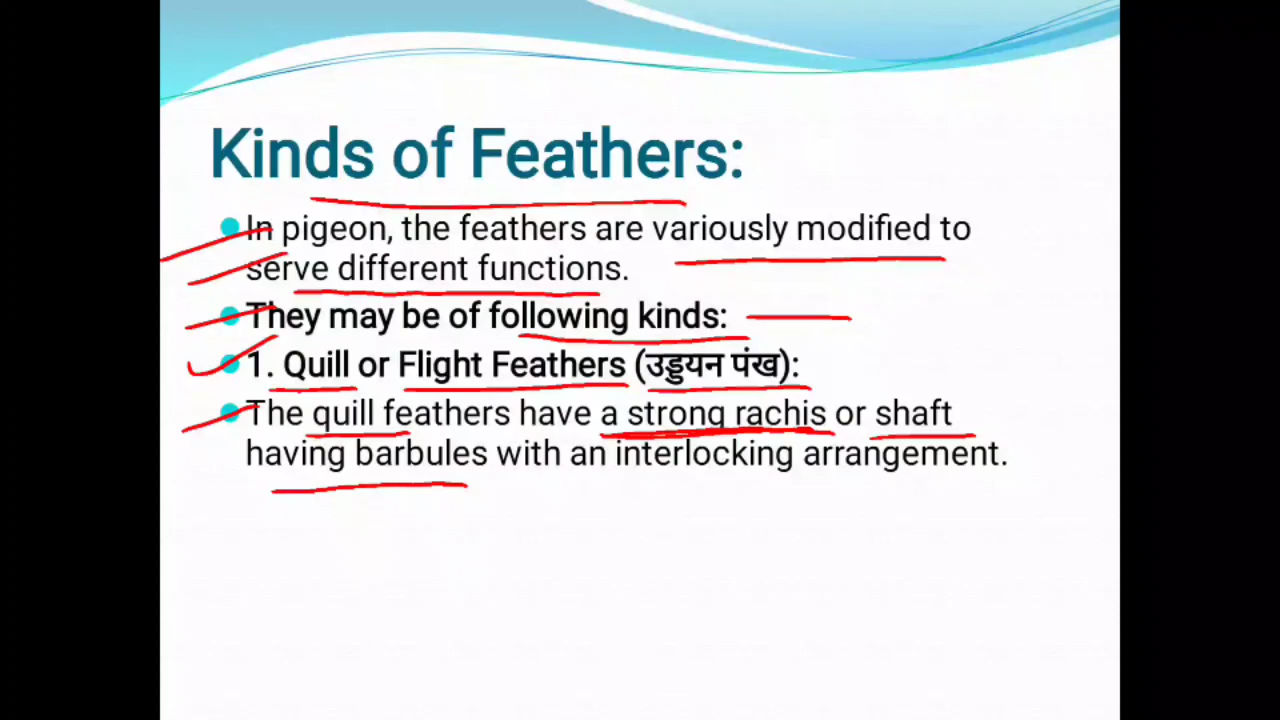 Kinds of Feathers:
In pigeon, the feathers are variously modified to
serve different functions.
They may be of following kinds:
1. Quill or Flight Feathers (उड्डयन पंख):
The quill feathers have a strong rachis or shaft
having barbules with an interlocking arrangement.